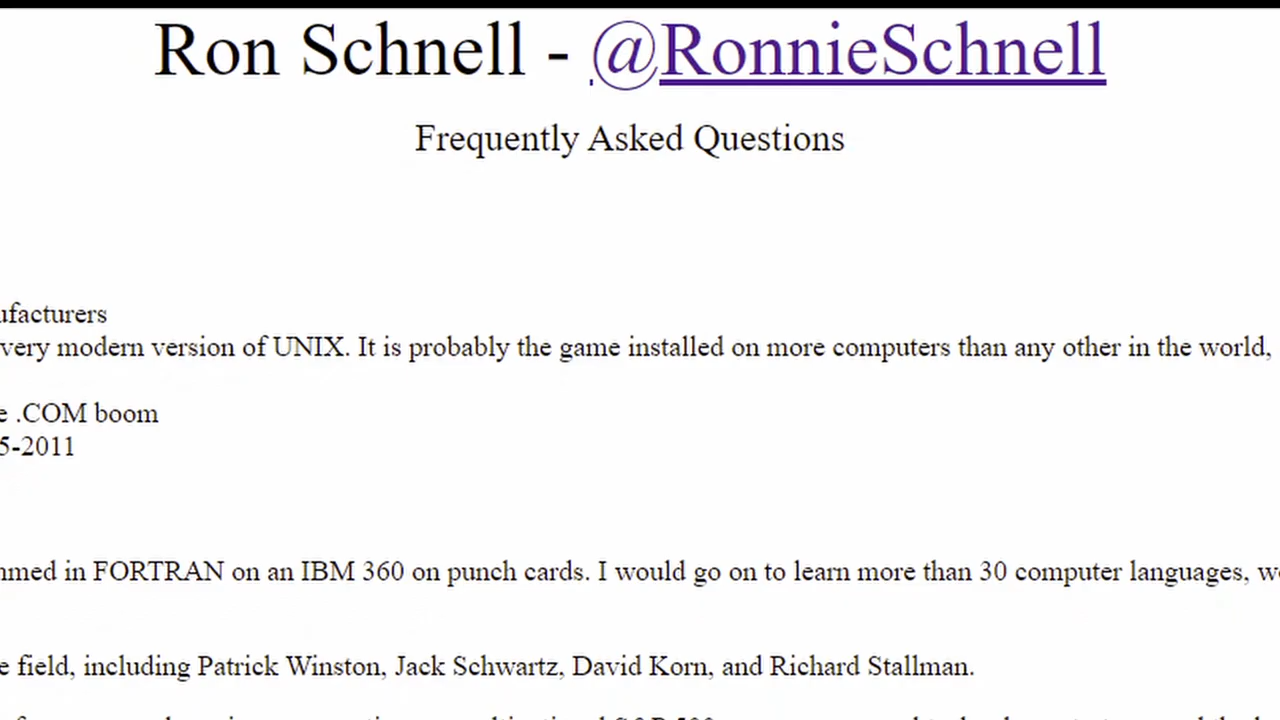 Ron Schnell - @RonnieSchnell
Frequently Asked Questions
ufacturers
very modern version of UNIX. It is probably the game installed on more computers than any other in the world,
e .COM boom
5-2011
nmed in FORTRAN on an IBM 360 on punch cards. I would go on to learn more than 30 computer languages, w
e field, including Patrick Winston, Jack Schwartz, David Korn, and Richard Stallman.